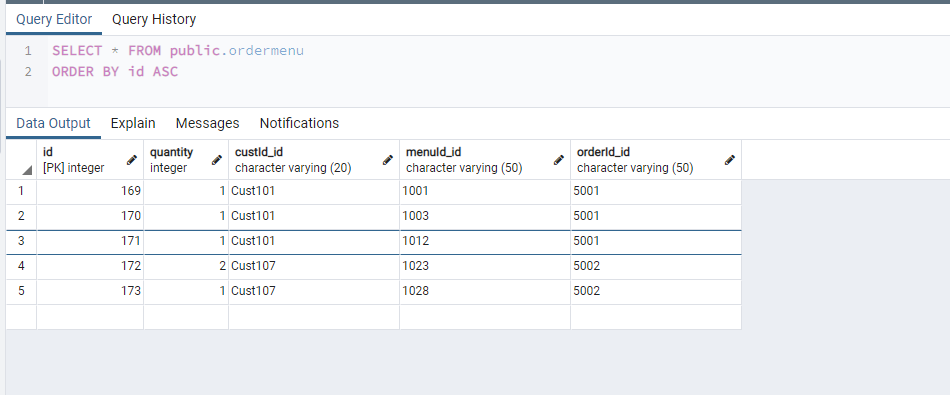 Query Editor Query History
1 SELECT * FROM public.ordermenu
2 ORDER BY id ASC
Data Output Explain Messages Notifications
id quantity custId_id menuId_id orderId_id
[PK] integer integer character varying (20) character varying (50) character varying (50)
1 169 1 Cust101 1001 5001
2 170 1 Cust101 1003 5001
3 171 1 Cust101 1012 5001
4 172 2 Cust107 1023 5002
5 173 1 Cust107 1028 5002